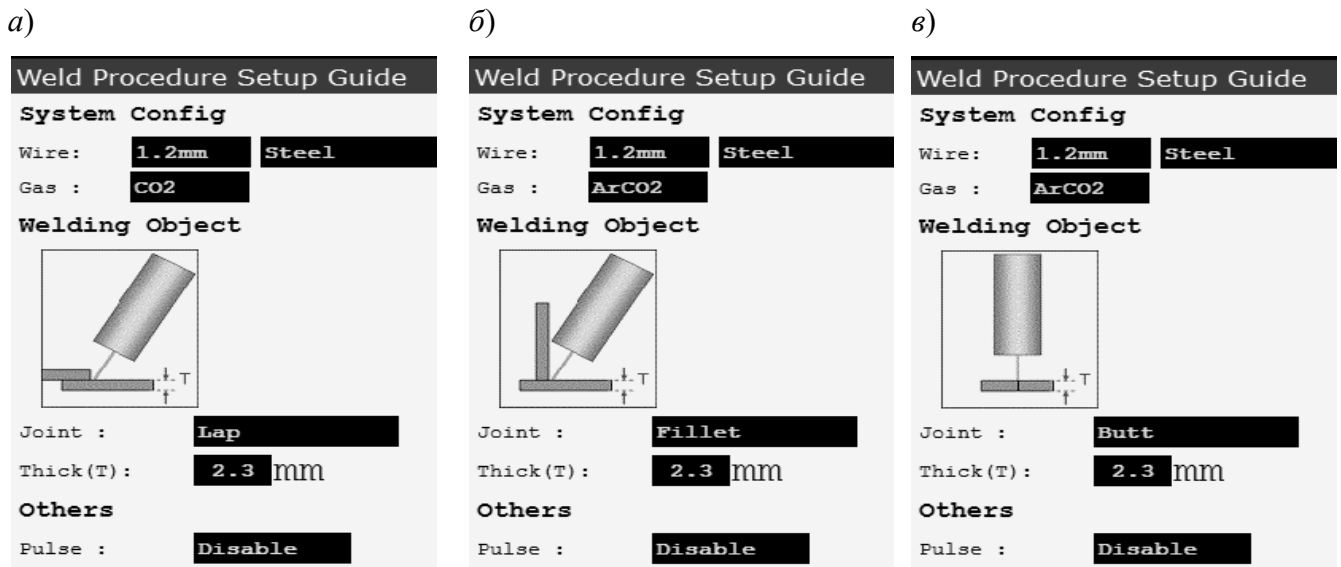 а)
Weld Procedure Setup Guide
System Config
Wire: 1.2mm Steel
Gas : CO2
Welding Object
T
Joint : Lap
Thick(T): 2.3 mm
Others
Pulse : Disable
б)
Weld Procedure Setup Guide
System Config
Wire: 1.2mm Steel
Gas : ArCO2
Welding Object
T
Joint : Fillet
Thick(T): 2.3 mm
Others
Pulse : Disable
в)
Weld Procedure Setup Guide
System Config
Wire: 1.2mm Steel
Gas : ArCO2
Welding Object
T
Joint : Butt
Thick(T): 2.3 mm
Others
Pulse : Disable